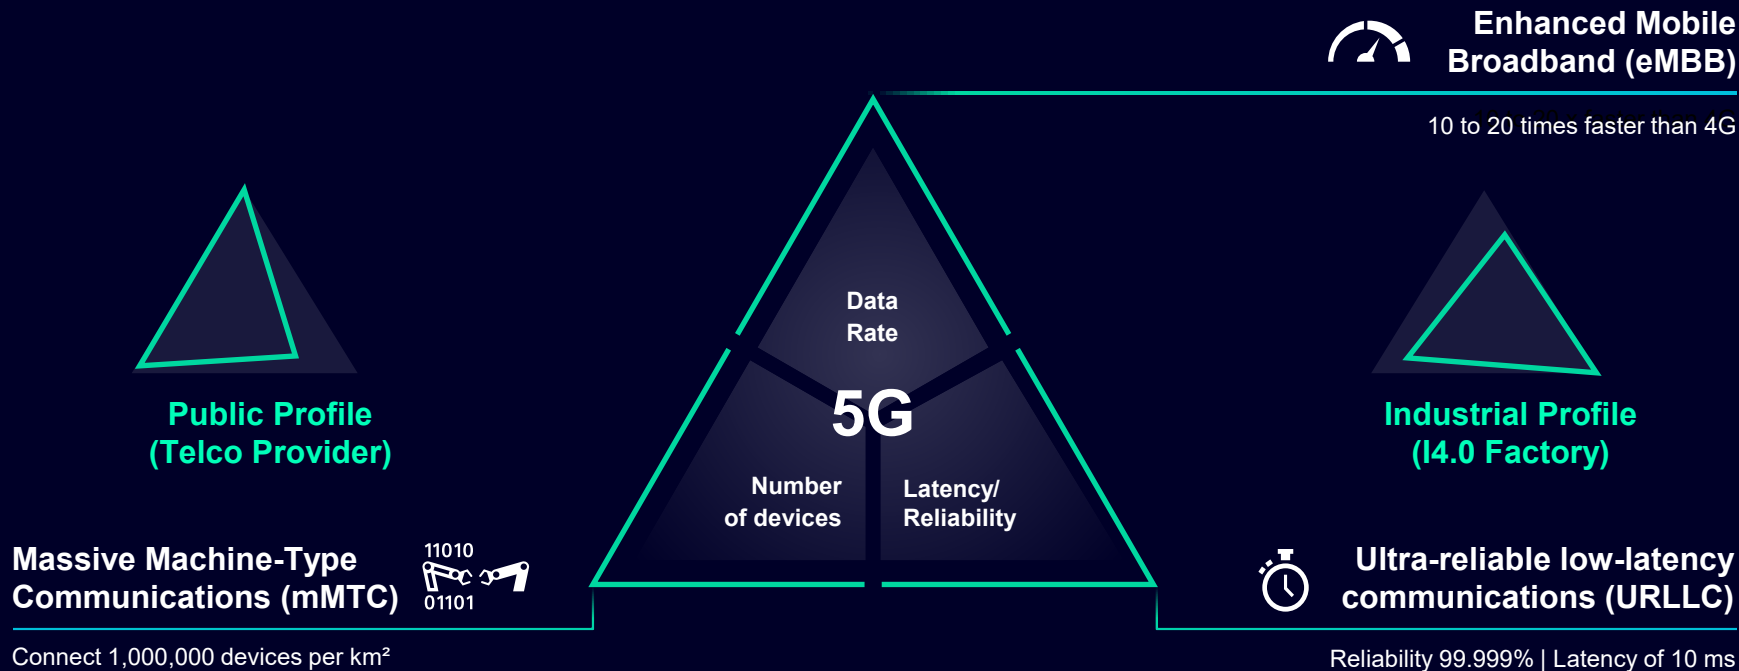 Enhanced Mobile
Broadband (eMBB)
10 to 20 times faster than 4G
Data
Rate
5G
Number
of devices
Latency/
Reliability
Public Profile
(Telco Provider)
Industrial Profile
(I4.0 Factory)
Massive Machine-Type
Communications (mMTC)
11010
01101
Connect 1,000,000 devices per km²
Ultra-reliable low-latency
communications (URLLC)
Reliability 99.999% | Latency of 10 ms